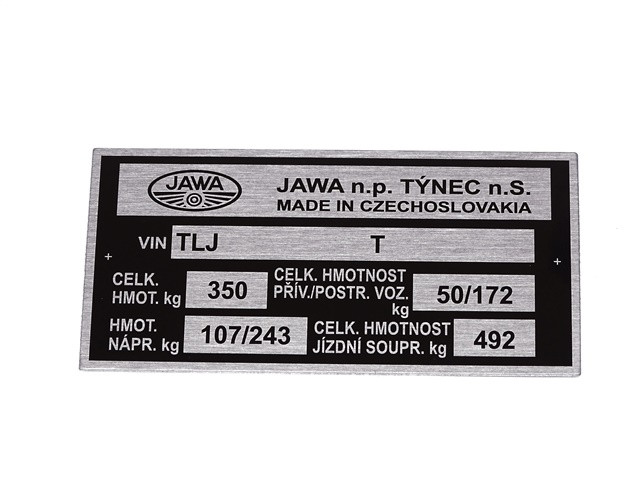 JAWA
JAWA n.p. TÝNEC n.S.
MADE IN CZECHOSLOVAKIA
VIN TLJ T
CELK. HMOT. kg 350
CELK. HMOTNOST PŘÍV./POSTR. VOZ. kg 50/172
HMOT. NÁPR. kg 107/243
CELK. HMOTNOST JÍZDNÍ SOUPR. kg 492